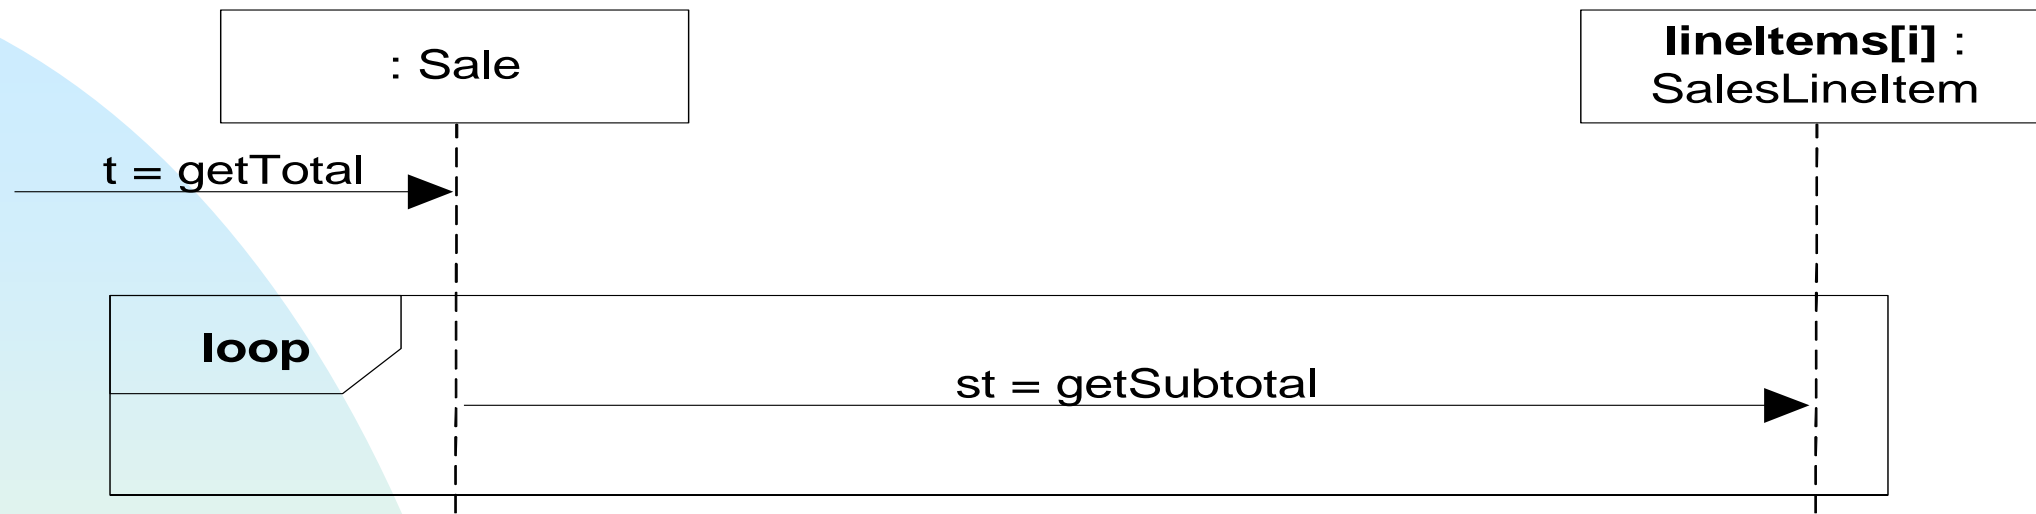 : Sale
lineItems[i] :
SalesLineItem
t = getTotal
loop
st = getSubtotal